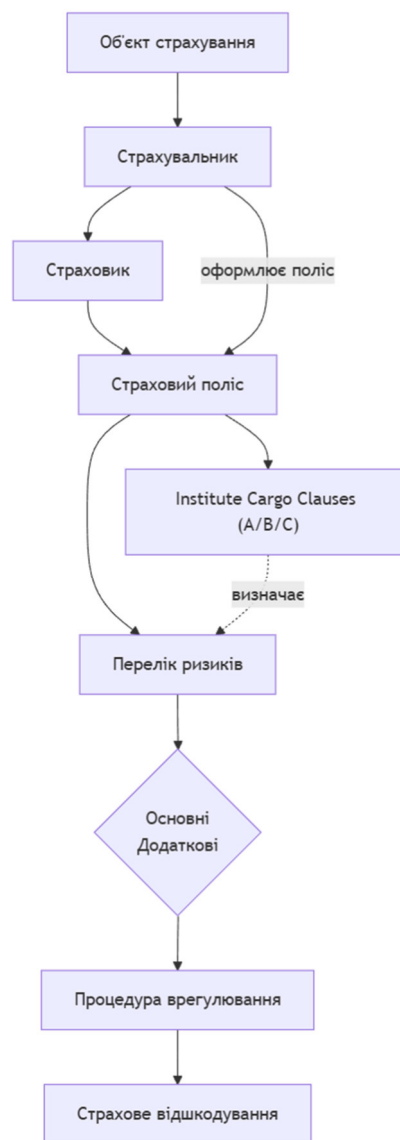 Об'єкт страхування
Страхувальник
Страховик
оформлює поліс
Страховий поліс
Institute Cargo Clauses
(A/B/C)
визначає
Перелік ризиків
Основні
Додаткові
Процедура врегулювання
Страхове відшкодування